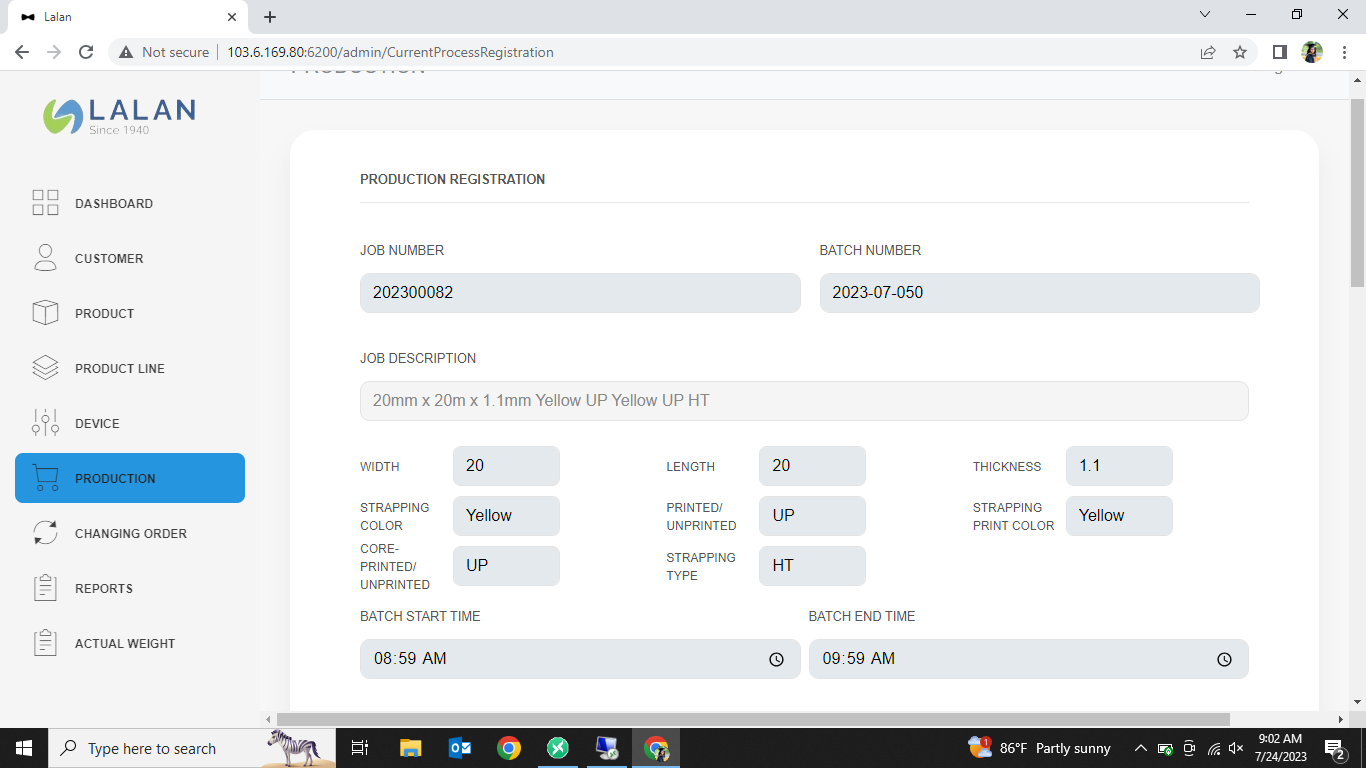 Lalan
Not secure
103.6.169.80:6200/admin/CurrentProcessRegistration
LALAN
Since 1940
DASHBOARD
CUSTOMER
PRODUCT
PRODUCT LINE
DEVICE
PRODUCTION
CHANGING ORDER
REPORTS
ACTUAL WEIGHT
PRODUCTION
PRODUCTION REGISTRATION
JOB NUMBER
BATCH NUMBER
202300082
2023-07-050
JOB DESCRIPTION
20mm x 20m x 1.1mm Yellow UP Yellow UP HT
WIDTH
20
LENGTH
20
THICKNESS
1.1
STRAPPING
COLOR
Yellow
PRINTED/
UNPRINTED
UP
STRAPPING
PRINT COLOR
Yellow
CORE-
PRINTED/
UNPRINTED
UP
STRAPPING
TYPE
HT
BATCH START TIME
BATCH END TIME
08:59 AM
09:59 AM
Type here to search
1
86°F Partly sunny
9:02 AM
7/24/2023
2